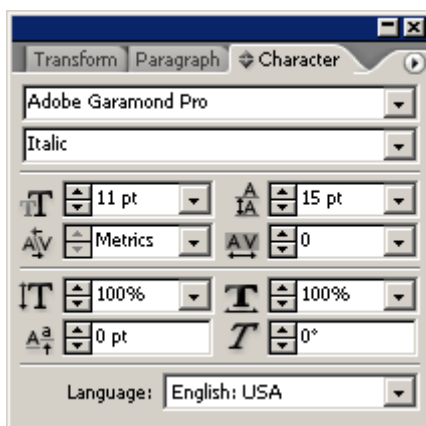 Transform Paragraph Character
Adobe Garamond Pro
Italic
11 pt 15 pt
Metrics 0
100% 100%
0 pt 0°
Language: English: USA